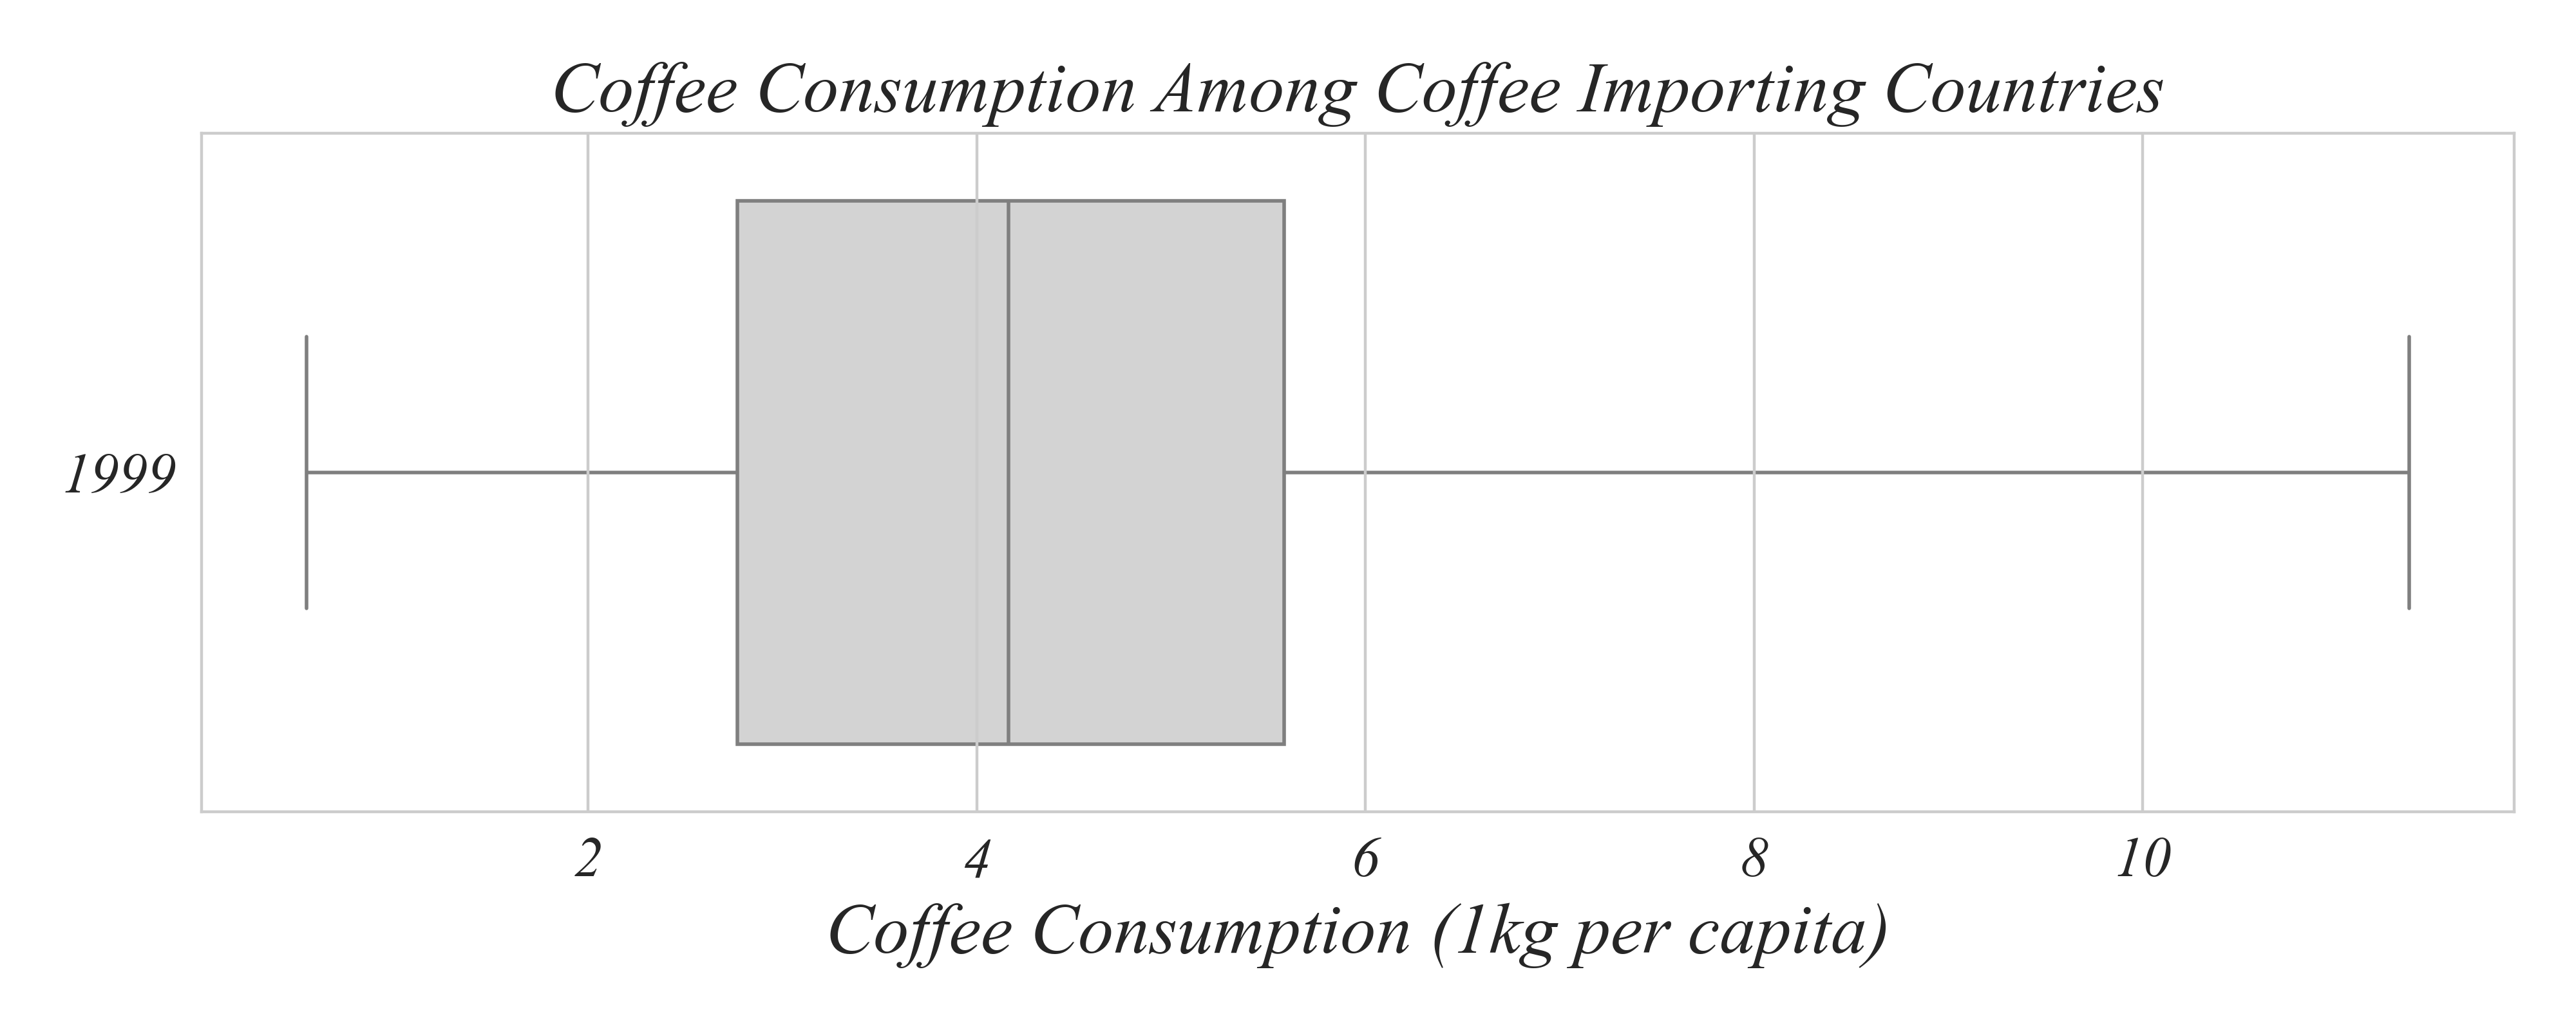 Coffee Consumption Among Coffee Importing Countries
1999
2 4 6 8 10
Coffee Consumption (1kg per capita)